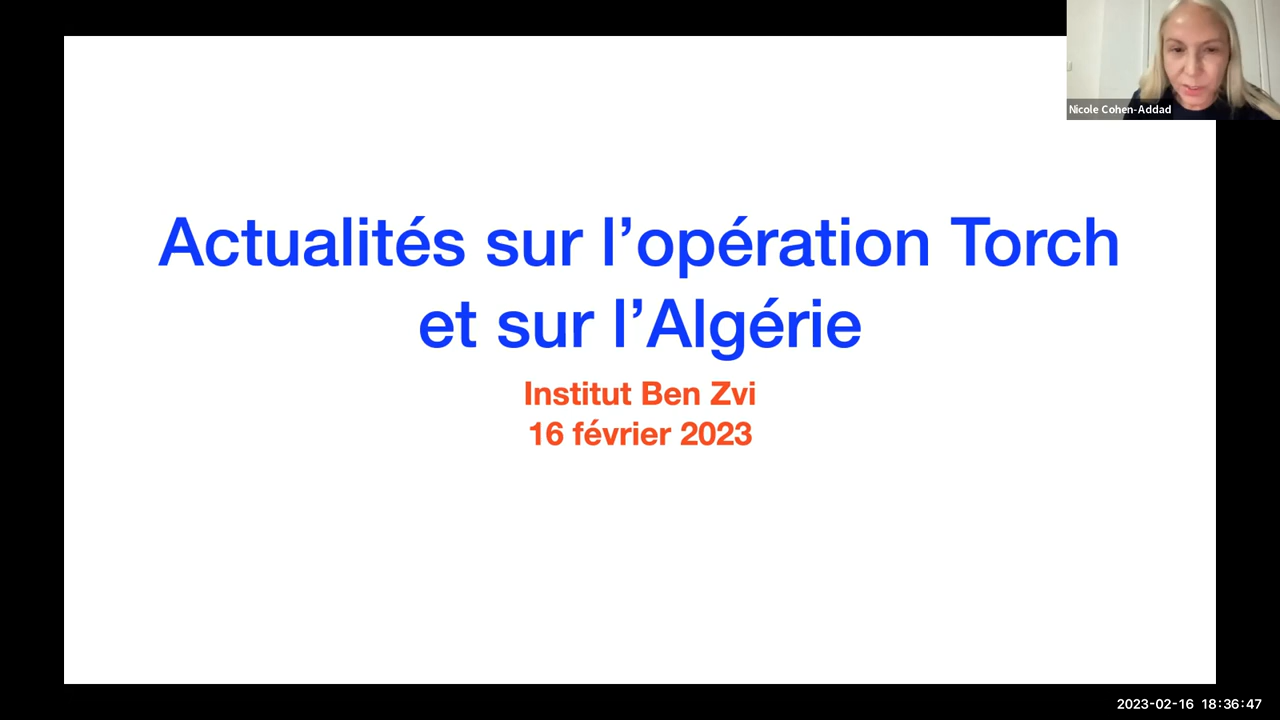 Nicole Cohen-Addad
Actualités sur l’opération Torch
et sur l’Algérie
Institut Ben Zvi
16 février 2023
2023-02-16 18:36:47